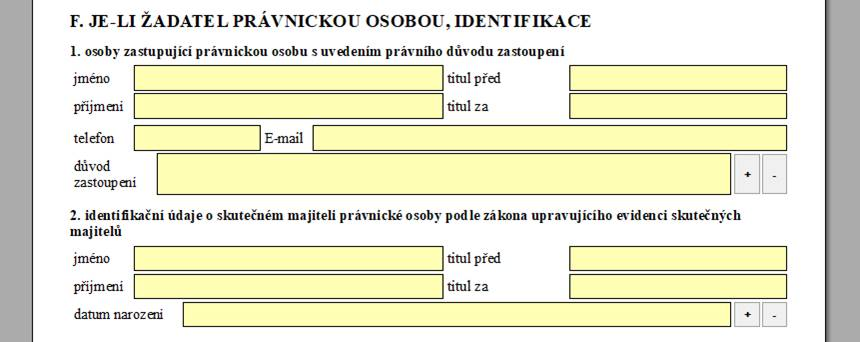 F. JE-LI ŽADATEL PRÁVNICKOU OSOBOU, IDENTIFIKACE
1. osoby zastupující právnickou osobu s uvedením právního důvodu zastoupení
jméno titul před
příjmení titul za
telefon E-mail
důvod
zastoupení + -
2. identifikační údaje o skutečném majiteli právnické osoby podle zákona upravujícího evidenci skutečných
majitelů
jméno titul před
příjmení titul za
datum narození + -